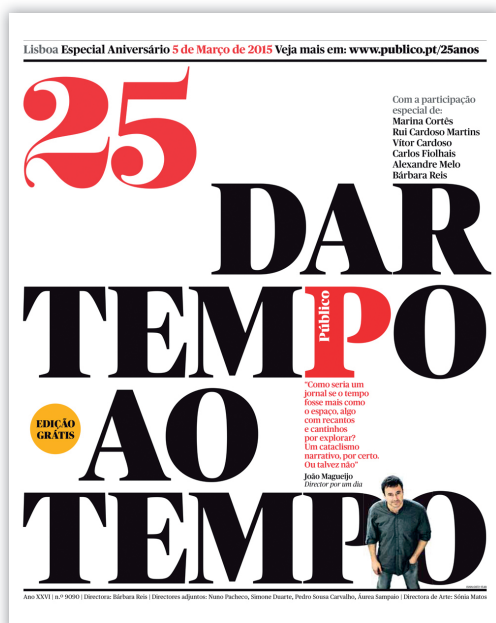 Lisboa Especial Aniversário 5 de Março de 2015 Veja mais em: www.publico.pt/25anos
25
Com a participação
especial de:
Marina Cortês
Rui Cardoso Martins
Vítor Cardoso
Carlos Fiolhais
Alexandre Melo
Bárbara Reis
DAR
TEMPO
Público
AO
EDIÇÃO
GRÁTIS
"Como seria um
jornal se o tempo
fosse mais como
o espaço, algo
com recantos
e cantinhos
por explorar?
Um cataclismo
narrativo, por certo.
Ou talvez não"
João Magueijo
Director por um dia
TEMPO
Ano XXVI | n.º 9090 | Directora: Bárbara Reis | Directores adjuntos: Nuno Pacheco, Simone Duarte, Pedro Sousa Carvalho, Áurea Sampaio | Directora de Arte: Sónia Matos